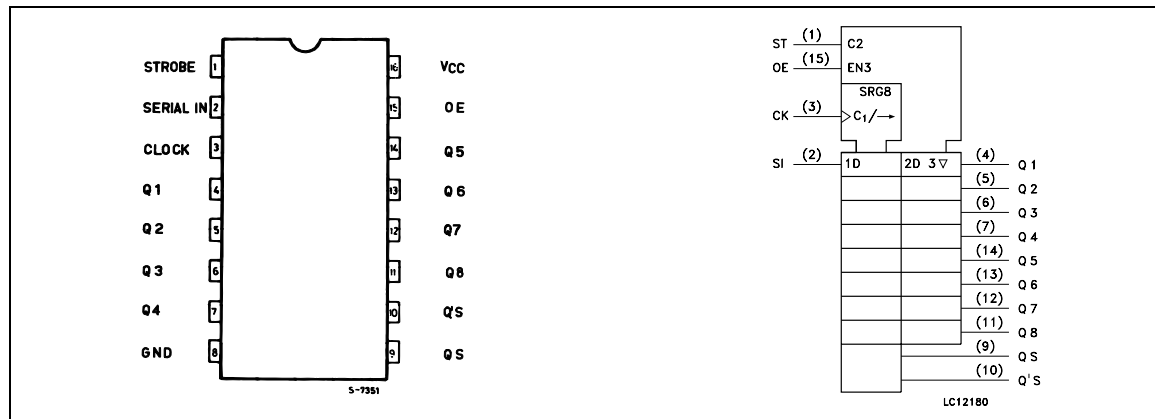 STROBE 1
SERIAL IN 2
CLOCK 3
Q1 4
Q2 5
Q3 6
Q4 7
GND 8
16 VCC
15 OE
14 Q5
13 Q6
12 Q7
11 Q8
10 Q'S
9 QS
S-7351
ST (1) C2
OE (15) EN3
SRG8
CK (3) C1/→
SI (2) 1D 2D 3▽ (4) Q1
(5) Q2
(6) Q3
(7) Q4
(14) Q5
(13) Q6
(12) Q7
(11) Q8
(9) QS
(10) Q'S
LC12180